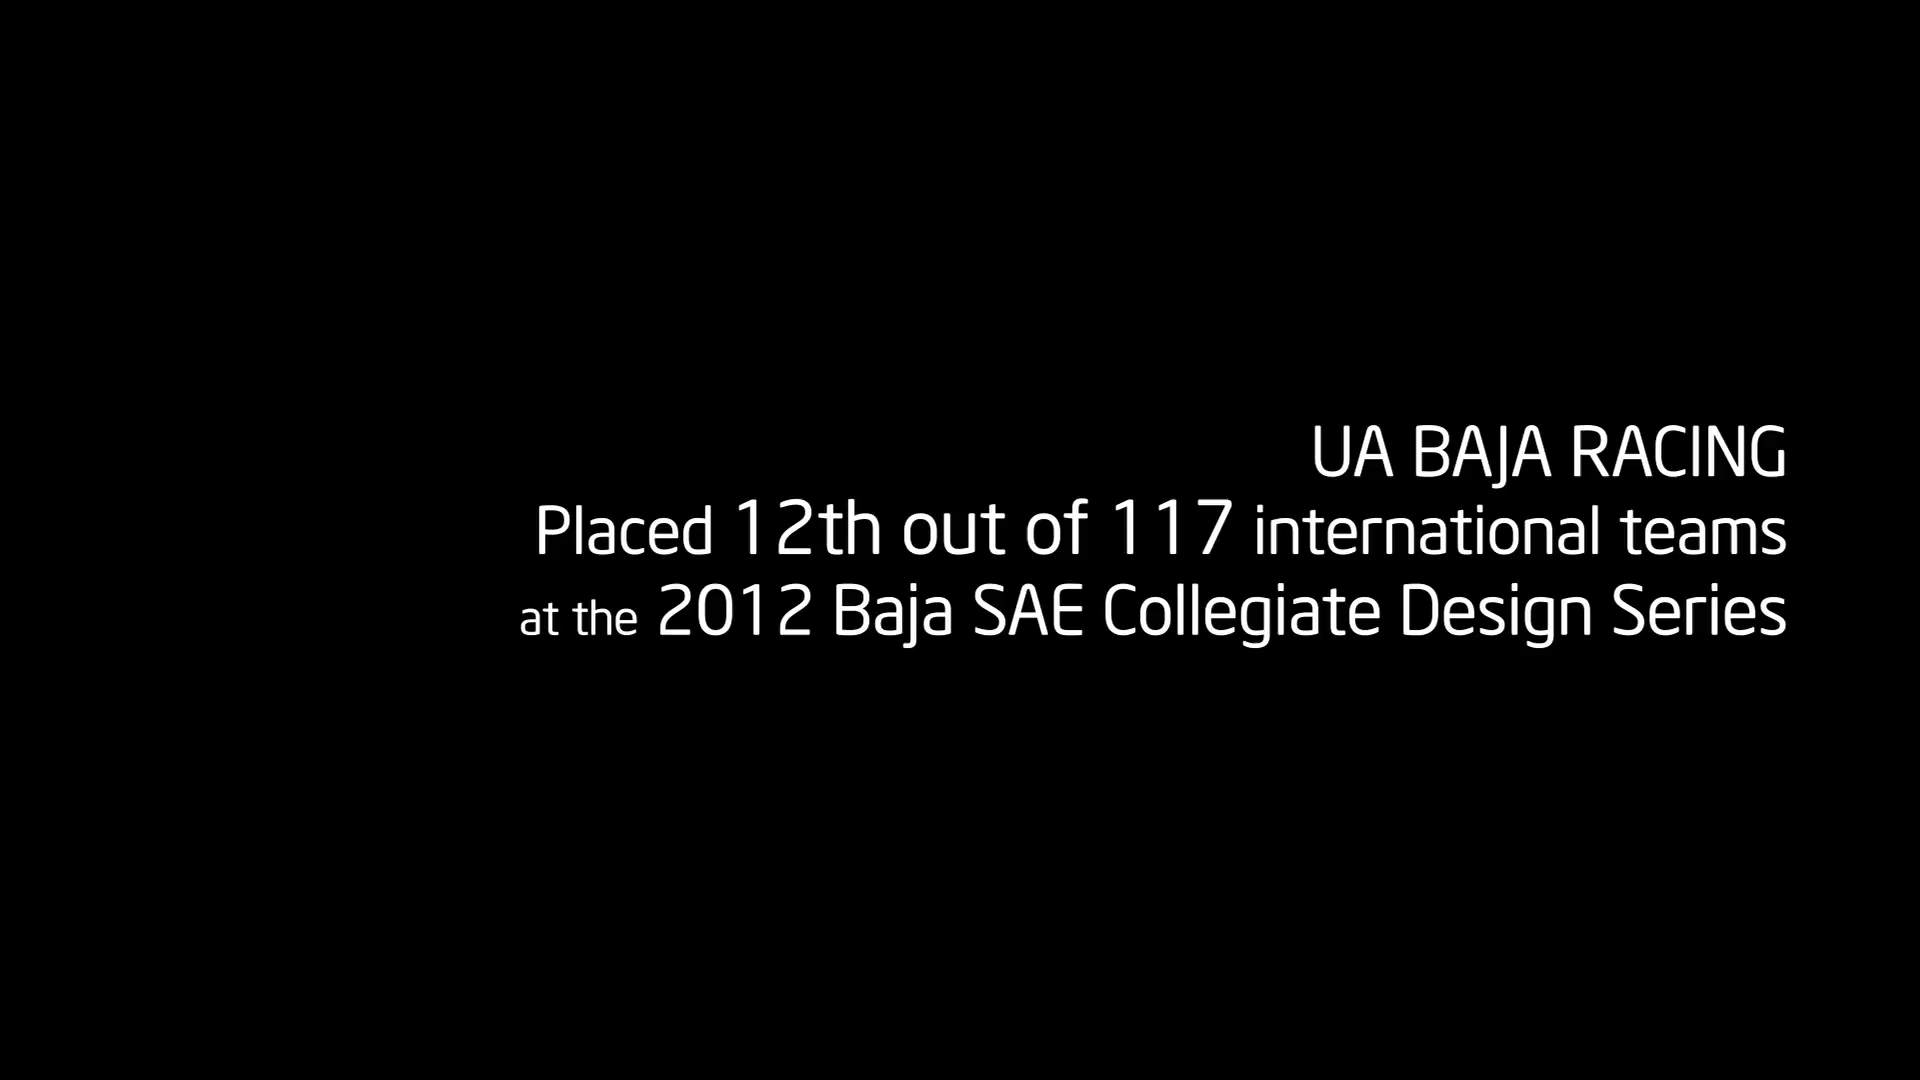 UA BAJA RACING
Placed 12th out of 117 international teams
at the 2012 Baja SAE Collegiate Design Series